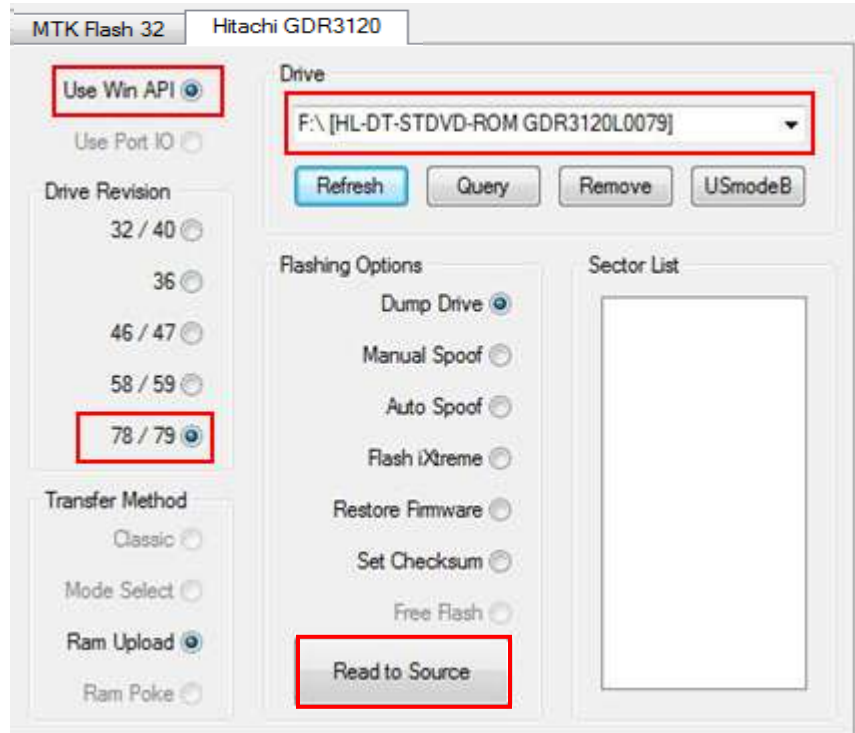 MTK Flash 32
Hitachi GDR3120
Use Win API
Use Port IO
Drive Revision
32 / 40
36
46 / 47
58 / 59
78 / 79
Transfer Method
Classic
Mode Select
Ram Upload
Ram Poke
Drive
F:\ [HL-DT-STDVD-ROM GDR3120L0079]
Refresh
Query
Remove
USmodeB
Flashing Options
Dump Drive
Manual Spoof
Auto Spoof
Flash iXtreme
Restore Firmware
Set Checksum
Free Flash
Read to Source
Sector List